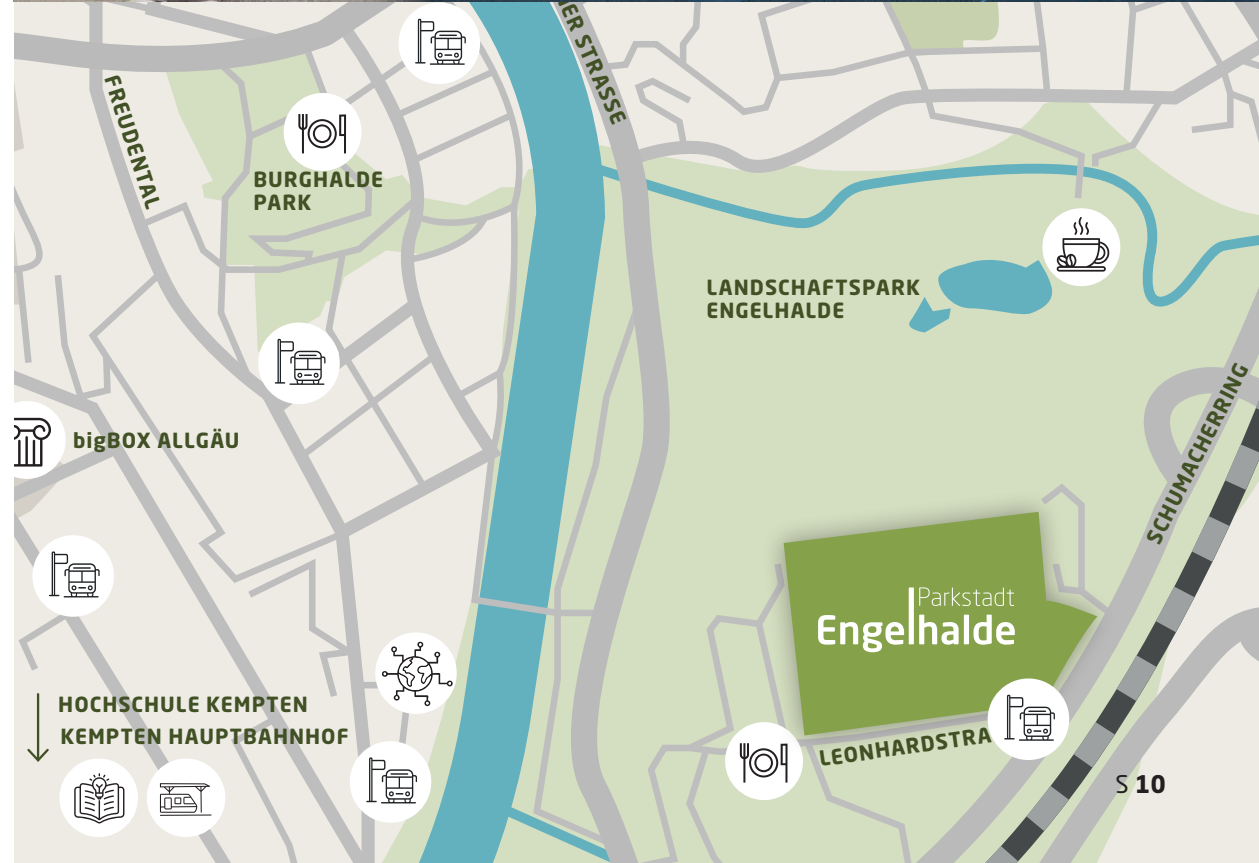 ER STRASSE
FREUDENTAL
BURGHALDE
PARK
LANDSCHAFTSPARK
ENGELHALDE
SCHUMACHERRING
bigBOX ALLGÄU
Parkstadt
Engelhalde
HOCHSCHULE KEMPTEN
KEMPTEN HAUPTBAHNHOF
LEONHARDSTRA
S 10